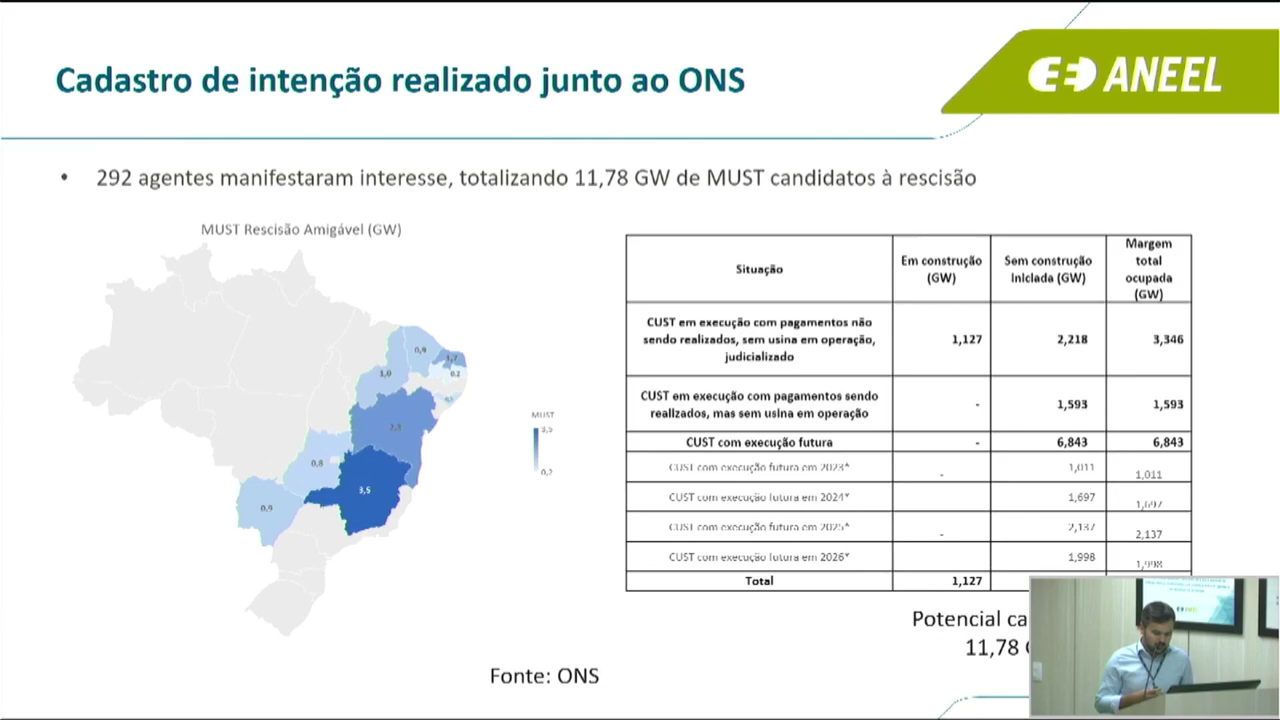 Cadastro de intenção realizado junto ao ONS
ANEEL
• 292 agentes manifestaram interesse, totalizando 11,78 GW de MUST candidatos à rescisão
MUST Rescisão Amigável (GW)
0,9
1,0
0,2
0,8
3,5
0,9
MUST
3,5
0,2
Situação
Em construção
(GW)
Sem construção
Iniciada (GW)
Margem
total
ocupada
(GW)
CUST em execução com pagamentos não
sendo realizados, sem usina em operação,
judicializado
1,127
2,218
3,346
CUST em execução com pagamentos sendo
realizados, mas sem usina em operação
-
1,593
1,593
CUST com execução futura
-
6,843
6,843
CUST com execução futura em 2023*
-
1,011
1,011
CUST com execução futura em 2024*
1,697
1,697
CUST com execução futura em 2025*
-
2,137
2,137
CUST com execução futura em 2026*
1,998
1,998
Total
1,127
Potencial ca
11,78
Fonte: ONS